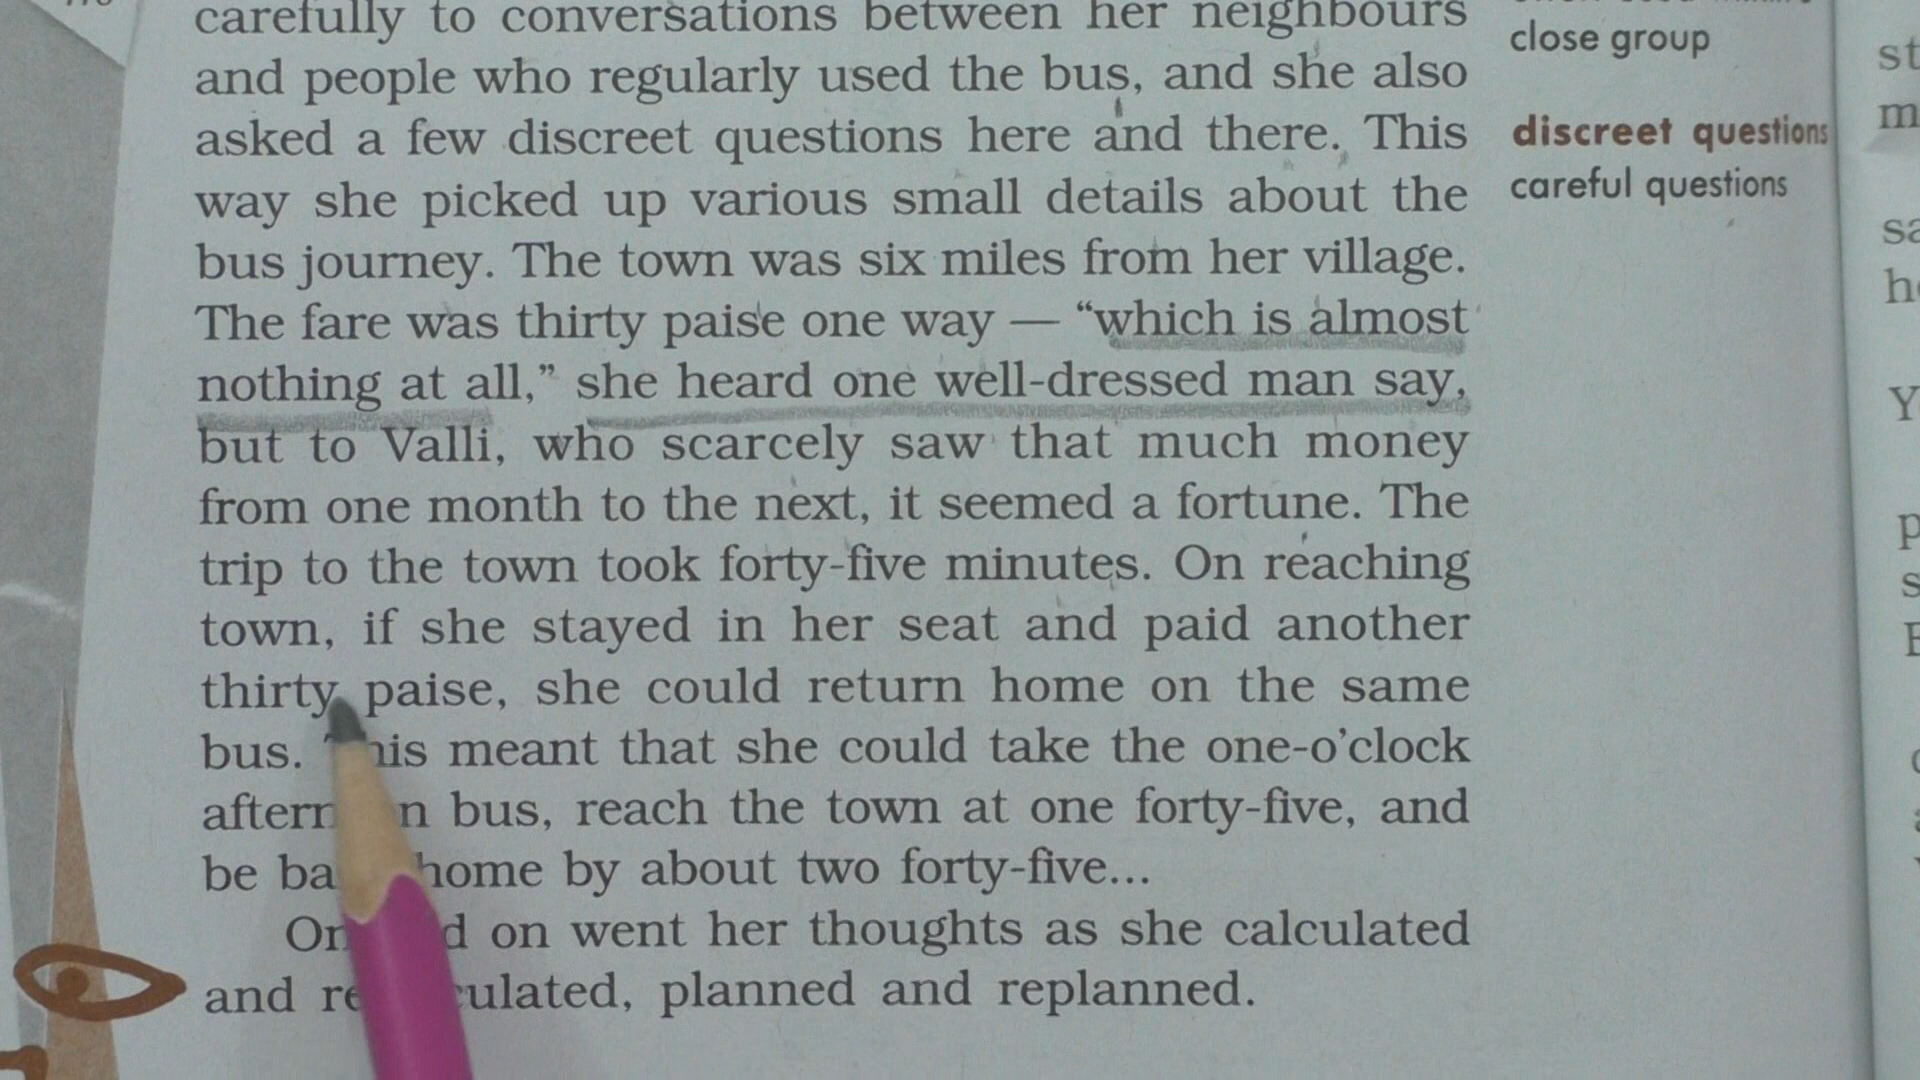 carefully to conversations between her neighbours
and people who regularly used the bus, and she also
asked a few discreet questions here and there. This
way she picked up various small details about the
bus journey. The town was six miles from her village.
The fare was thirty paise one way — “which is almost
nothing at all,” she heard one well-dressed man say,
but to Valli, who scarcely saw that much money
from one month to the next, it seemed a fortune. The
trip to the town took forty-five minutes. On reaching
town, if she stayed in her seat and paid another
thirty paise, she could return home on the same
bus. This meant that she could take the one-o’clock
afternoon bus, reach the town at one forty-five, and
be back home by about two forty-five...
On and on went her thoughts as she calculated
and recalculated, planned and replanned.
close group
discreet questions
careful questions